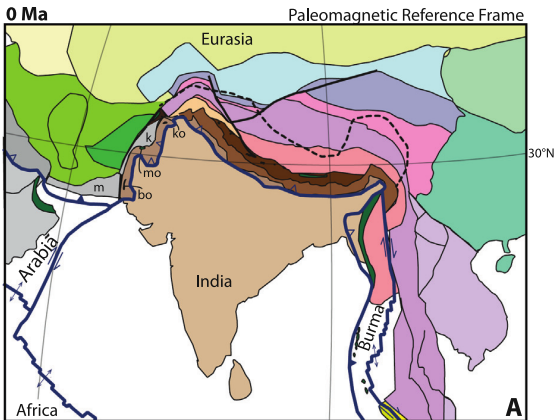 0 Ma
Paleomagnetic Reference Frame
Eurasia
k
ko
30°N
mo
m
bo
Arabia
India
Burma
Africa
A